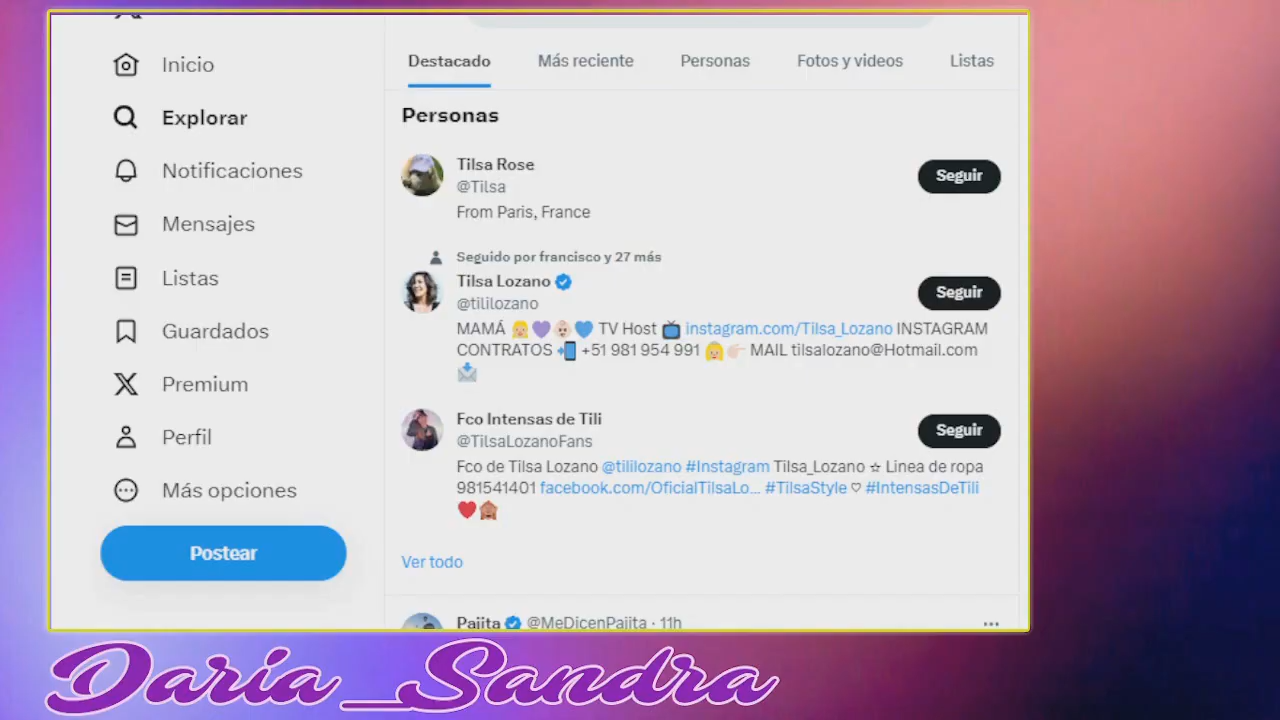 Inicio
Explorar
Notificaciones
Mensajes
Listas
Guardados
Premium
Perfil
Más opciones
Postear
Destacado Más reciente Personas Fotos y videos Listas
Personas
Tilsa Rose
@Tilsa
Seguir
From Paris, France
Seguido por francisco y 27 más
Tilsa Lozano
@tililozano
Seguir
MAMÁ 👩🏼💜👶🏻💙 TV Host 📺 instagram.com/Tilsa_Lozano INSTAGRAM
CONTRATOS 📲 +51 981 954 991 👩🏼👉🏻 MAIL tilsalozano@Hotmail.com
📩
Fco Intensas de Tili
@TilsaLozanoFans
Seguir
Fco de Tilsa Lozano @tililozano #Instagram Tilsa_Lozano ☆ Linea de ropa
981541401 facebook.com/OficialTilsaLo... #TilsaStyle ♡ #IntensasDeTili
❤️🙈
Ver todo
Pajita @MeDicenPajita · 11h ...
Daria_Sandra